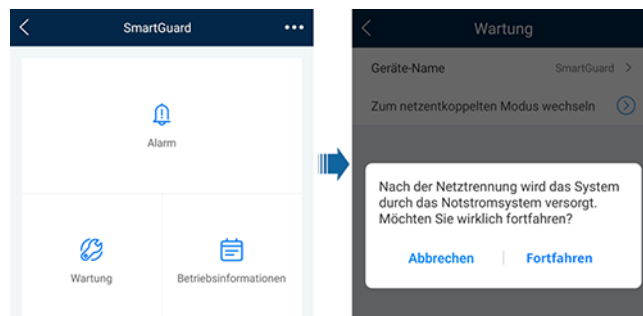 SmartGuard
Alarm
Wartung
Betriebsinformationen
Wartung
Geräte-Name
SmartGuard
Zum netzentkoppelten Modus wechseln
Nach der Netztrennung wird das System
durch das Notstromsystem versorgt.
Möchten Sie wirklich fortfahren?
Abbrechen
Fortfahren